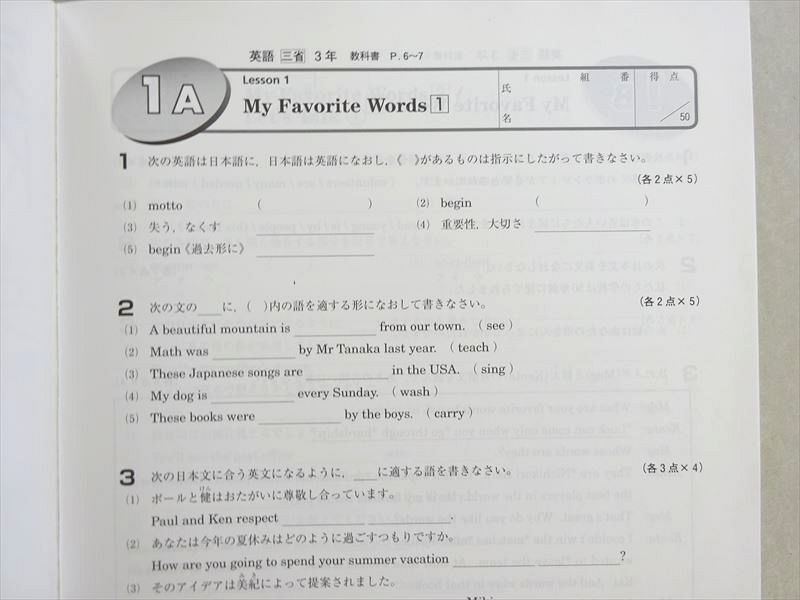 英語 三省 3年 教科書 P.6〜7
1A
Lesson 1
My Favorite Words 1
組 番
得 点
氏
名
/50
1 次の英語は日本語に，日本語は英語になおし，《 》があるものは指示にしたがって書きなさい。
(各2点×5)
(1) motto ( )
(2) begin ( )
(3) 失う，なくす
(4) 重要性，大切さ
(5) begin《過去形に》
2 次の文の＿＿に，( )内の語を適する形になおして書きなさい。
(各2点×5)
(1) A beautiful mountain is ＿＿ from our town. ( see )
(2) Math was ＿＿ by Mr Tanaka last year. ( teach )
(3) These Japanese songs are ＿＿ in the USA. ( sing )
(4) My dog is ＿＿ every Sunday. ( wash )
(5) These books were ＿＿ by the boys. ( carry )
3 次の日本文に合う英文になるように，＿＿に適する語を書きなさい。
(各3点×4)
(1) ポールと健はおたがいに尊敬し合っています。
Paul and Ken respect ＿＿.
(2) あなたは今年の夏休みはどのように過ごすつもりですか。
How are you going to spend your summer vacation ＿＿?
(3) そのアイデアは美紀によって提案されました。